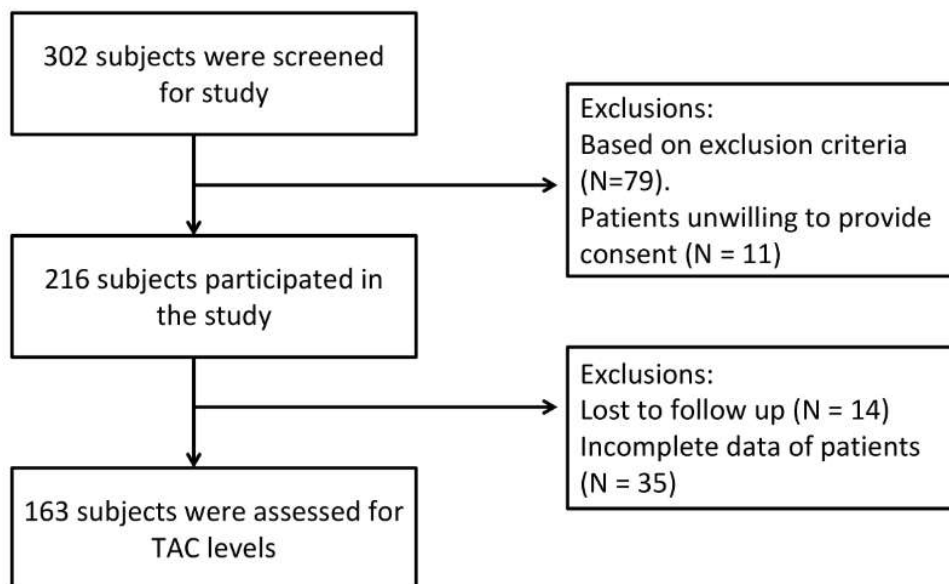 302 subjects were screened
for study
Exclusions:
Based on exclusion criteria
(N=79).
Patients unwilling to provide
consent (N = 11)
216 subjects participated in
the study
Exclusions:
Lost to follow up (N = 14)
Incomplete data of patients
(N = 35)
163 subjects were assessed for
TAC levels